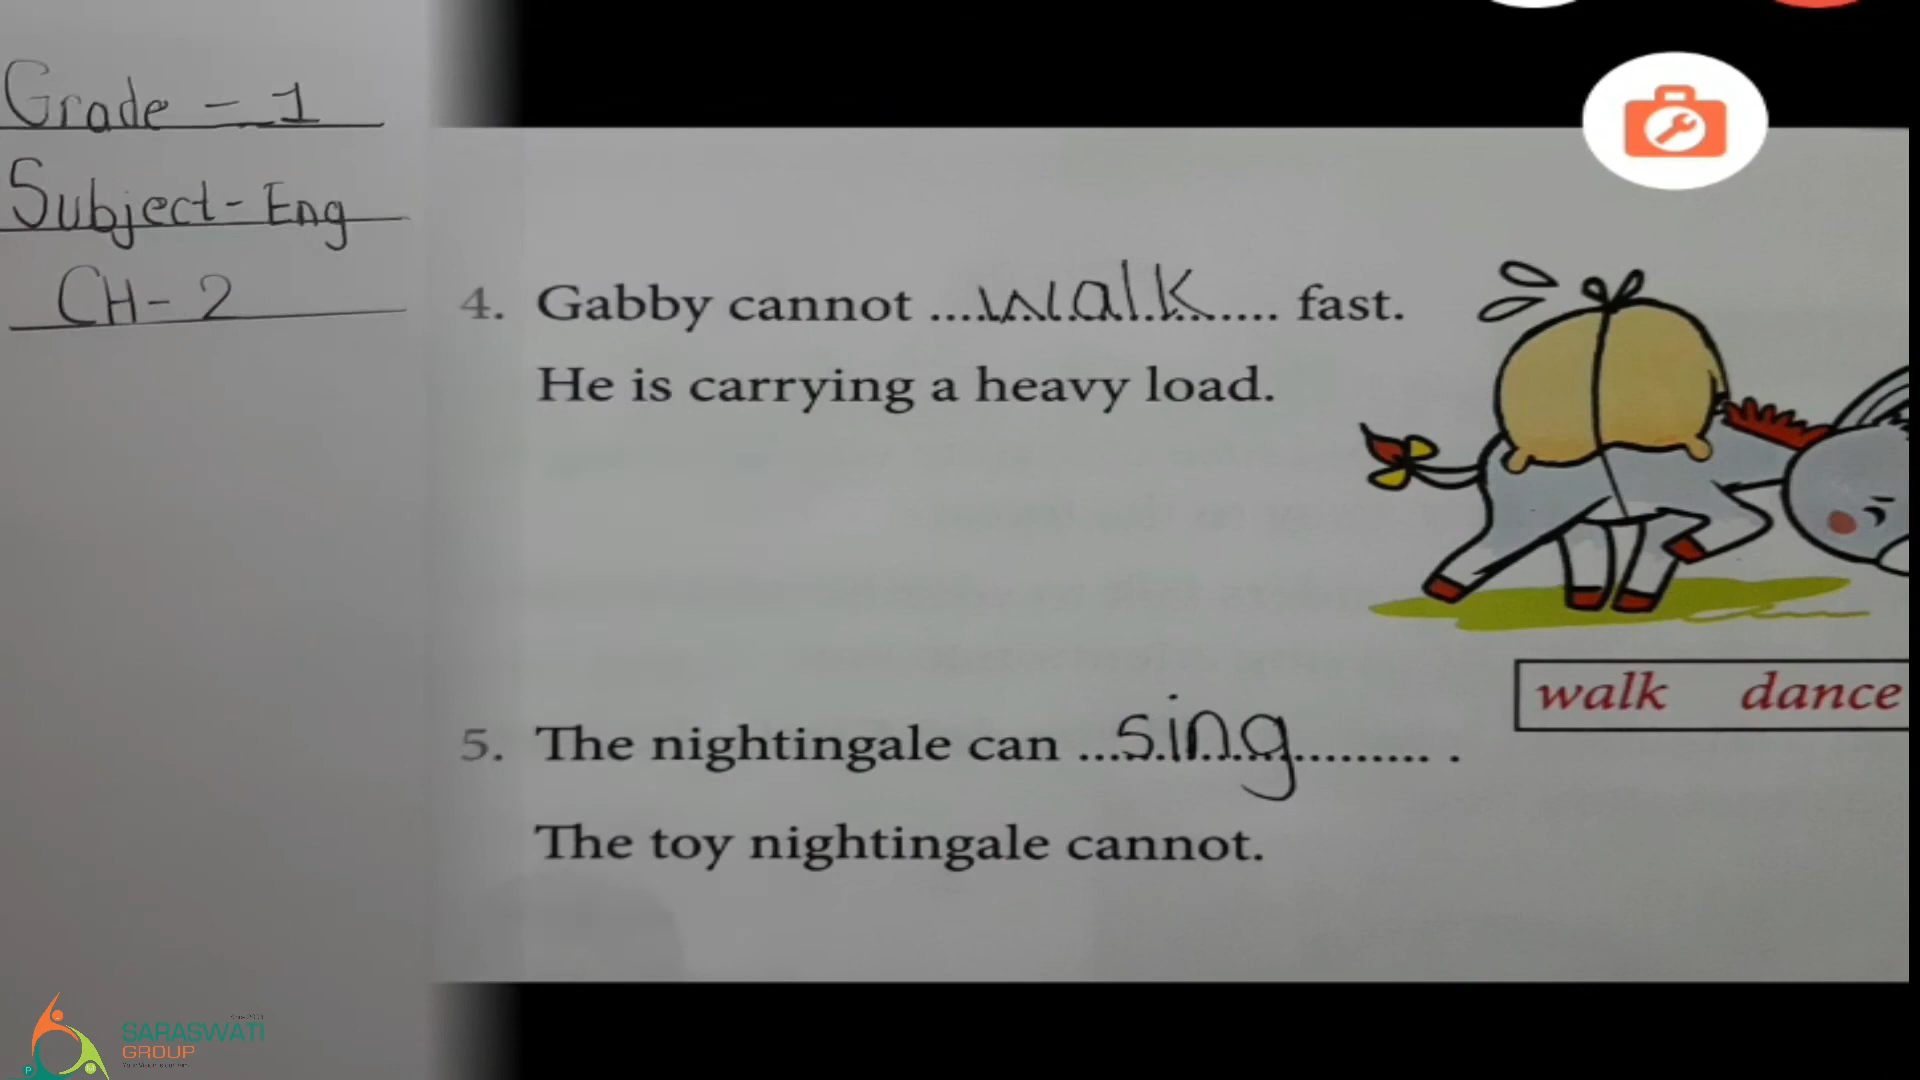 Grade - 1
Subject - Eng
CH - 2
4. Gabby cannot ....walk.... fast.
He is carrying a heavy load.
walk dance
5. The nightingale can ...sing......... .
The toy nightingale cannot.
SARASWATI
GROUP